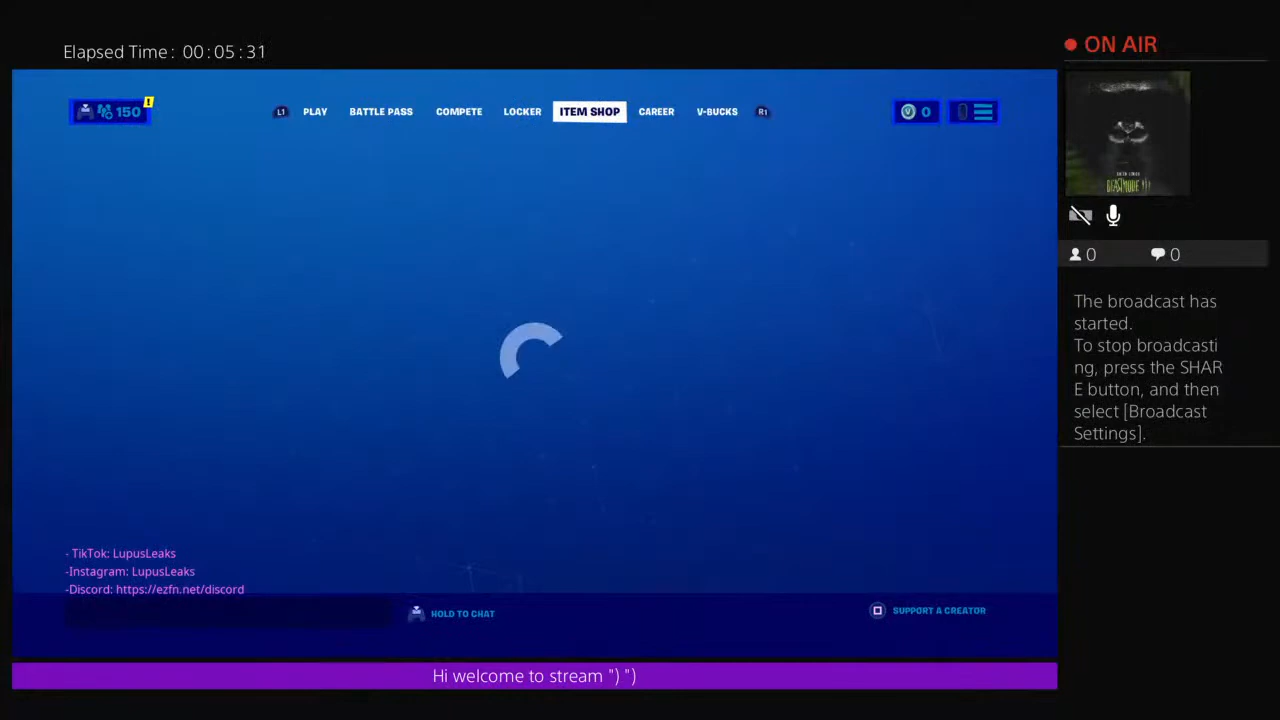 Elapsed Time: 00:05:31
ON AIR
150
!
L1
PLAY
BATTLE PASS
COMPETE
LOCKER
ITEM SHOP
CAREER
V-BUCKS
R1
V
0
0
0
The broadcast has
started.
To stop broadcasti
ng, press the SHAR
E button, and then
select [Broadcast
Settings].
- TikTok: LupusLeaks
-Instagram: LupusLeaks
-Discord: https://ezfn.net/discord
HOLD TO CHAT
SUPPORT A CREATOR
Hi welcome to stream ") ")